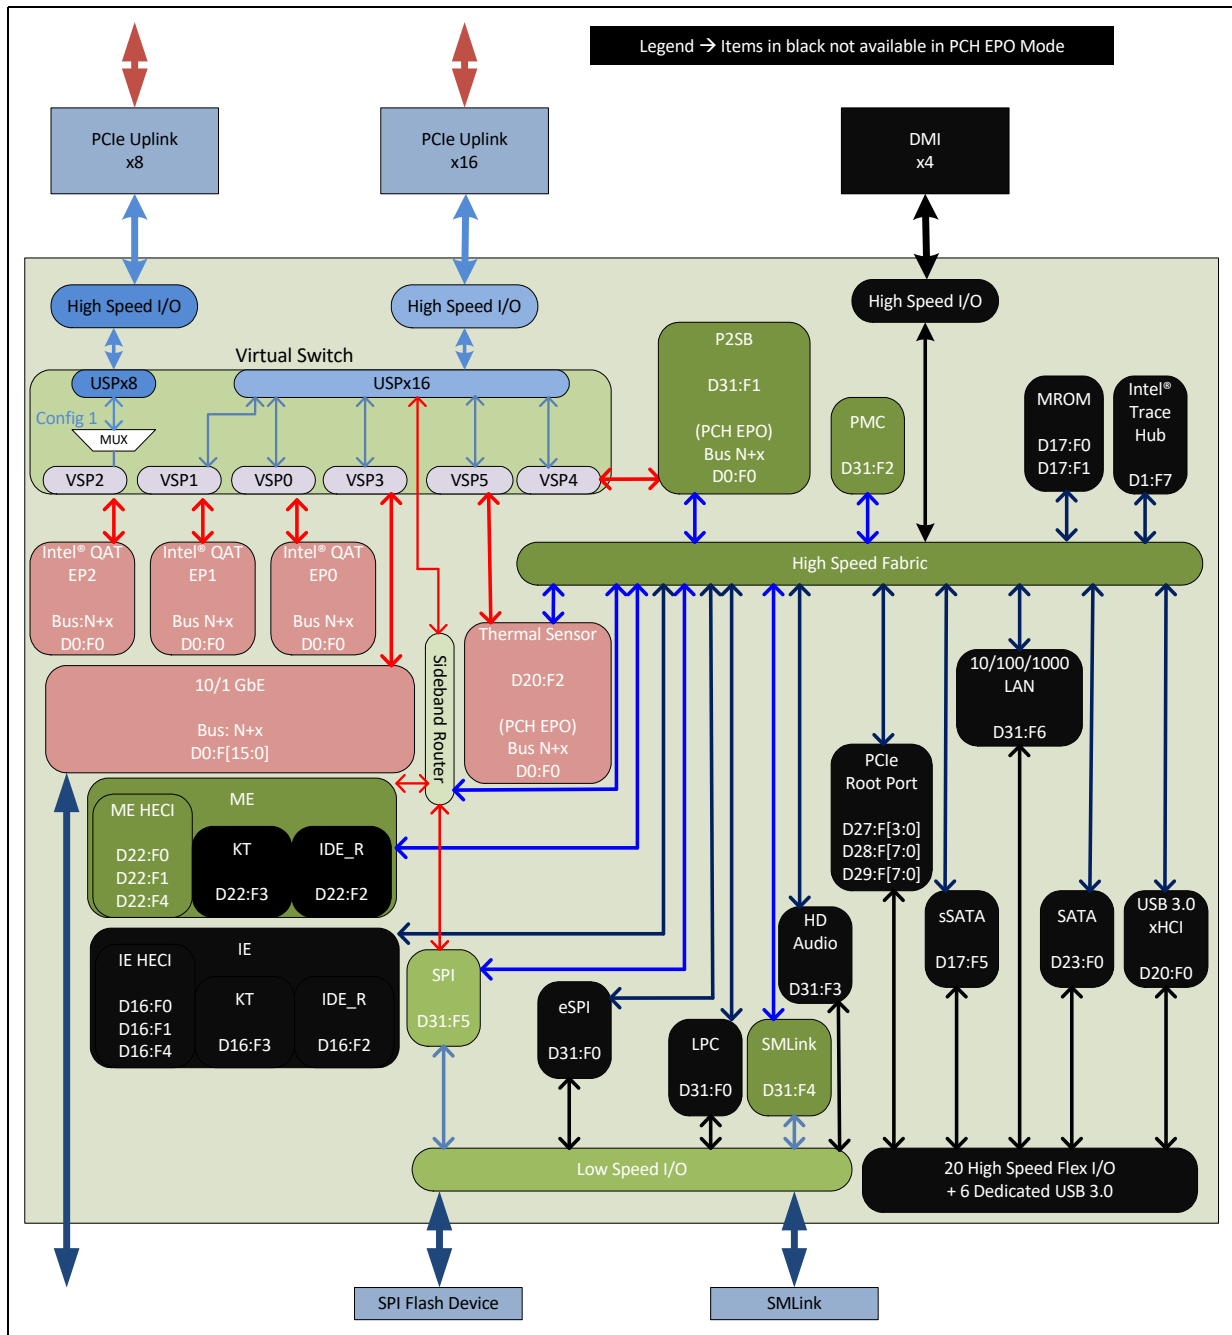 Legend → Items in black not available in PCH EPO Mode
PCIe Uplink
x8
PCIe Uplink
x16
DMI
x4
High Speed I/O
High Speed I/O
High Speed I/O
Virtual Switch
USPx8
USPx16
Config 1
MUX
VSP2
VSP1
VSP0
VSP3
VSP5
VSP4
P2SB
D31:F1
(PCH EPO)
Bus N+x
D0:F0
PMC
D31:F2
MROM
D17:F0
D17:F1
Intel®
Trace
Hub
D1:F7
High Speed Fabric
Intel® QAT
EP2
Bus:N+x
D0:F0
Intel® QAT
EP1
Bus N+x
D0:F0
Intel® QAT
EP0
Bus N+x
D0:F0
10/1 GbE
Bus: N+x
D0:F[15:0]
Sideband Router
Thermal Sensor
D20:F2
(PCH EPO)
Bus N+x
D0:F0
10/100/1000
LAN
D31:F6
PCIe
Root Port
D27:F[3:0]
D28:F[7:0]
D29:F[7:0]
ME
ME HECI
D22:F0
D22:F1
D22:F4
KT
D22:F3
IDE_R
D22:F2
IE
IE HECI
D16:F0
D16:F1
D16:F4
KT
D16:F3
IDE_R
D16:F2
SPI
D31:F5
eSPI
D31:F0
LPC
D31:F0
SMLink
D31:F4
HD
Audio
D31:F3
sSATA
D17:F5
SATA
D23:F0
USB 3.0
xHCI
D20:F0
Low Speed I/O
20 High Speed Flex I/O
+ 6 Dedicated USB 3.0
SPI Flash Device
SMLink